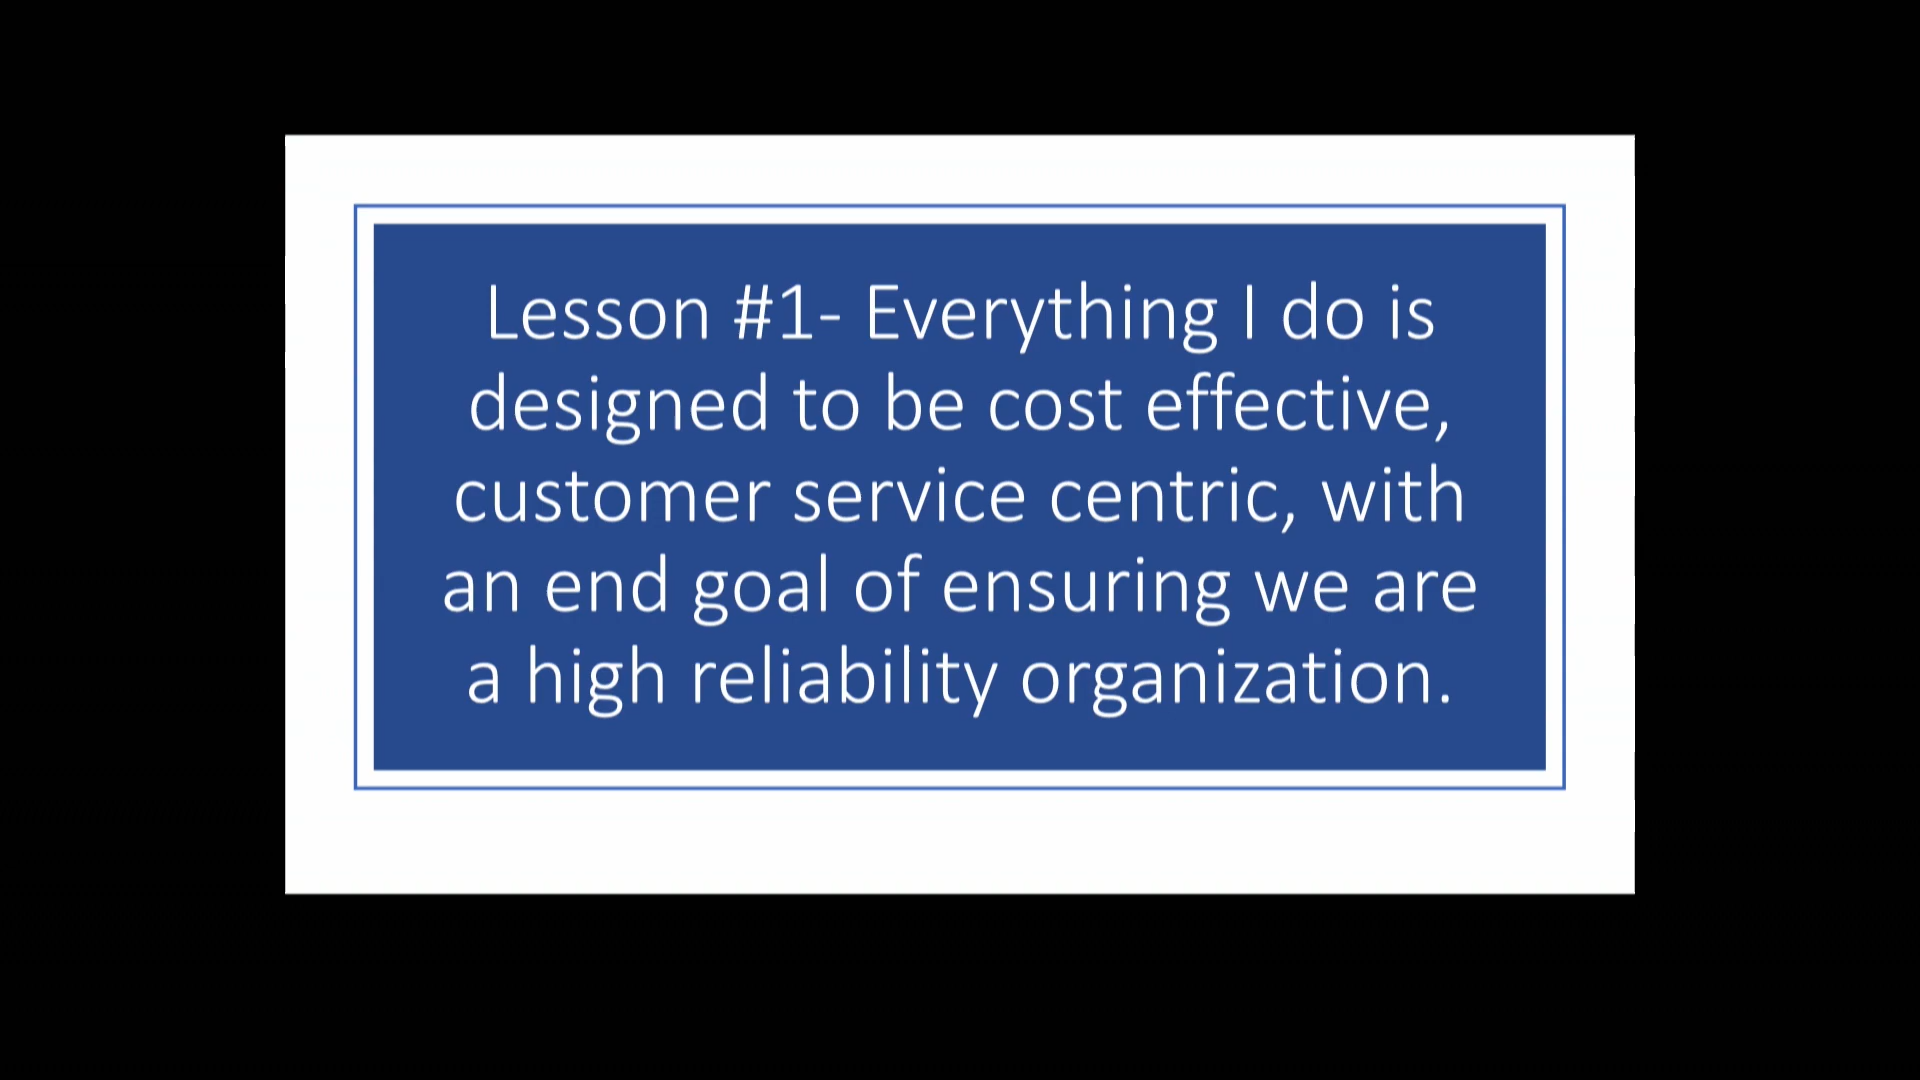 Lesson #1- Everything I do is
designed to be cost effective,
customer service centric, with
an end goal of ensuring we are
a high reliability organization.